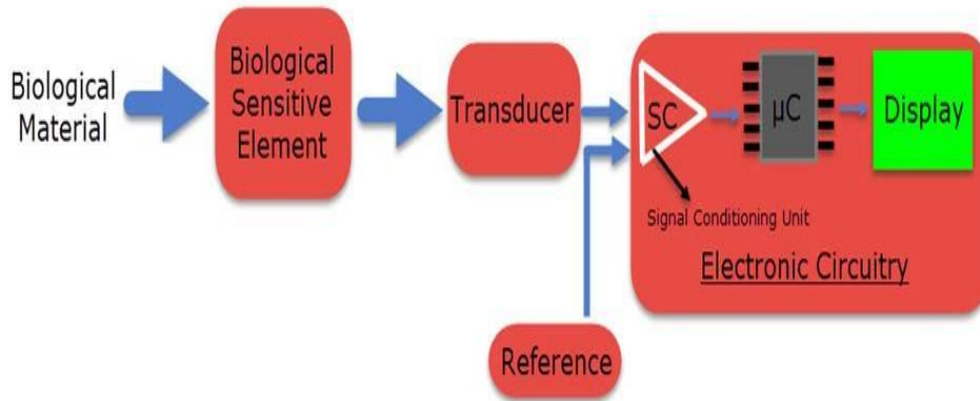 Biological
Material
Biological
Sensitive
Element
Transducer
SC
µC
Display
Signal Conditioning Unit
Electronic Circuitry
Reference